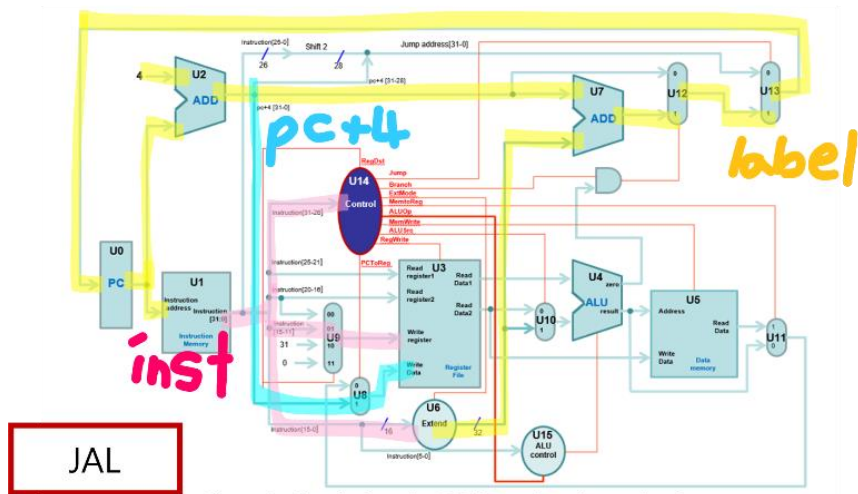 Instruction[25-0]
Shift 2
Jump address[31-0]
26
28
U2
ADD
4
pc+4 [31-28]
pc+4 [31-0]
U7
ADD
0
U12
1
0
U13
1
pc+4
label
RegDst
U14
Control
Jump
Branch
ExtMode
MemtoReg
ALUOp
MemWrite
ALUSrc
RegWrite
PCToReg
Instruction[31-26]
U0
PC
U1
Instruction
address
Instruction
[31:0]
Instruction
Memory
inst
Instruction[25-21]
Instruction[20-16]
Instruction
[15-11]
31
0
00
01
U9
10
11
0
U8
1
U3
Read
register1
Read
Data1
Read
register2
Read
Data2
Write
register
Write
Data
Register
File
0
U10
1
U4
zero
ALU
result
U5
Address
Read
Data
Write
Data
Data
memory
1
U11
0
U6
Extend
Instruction[15-0]
16
32
Instruction[5-0]
U15
ALU
control
JAL